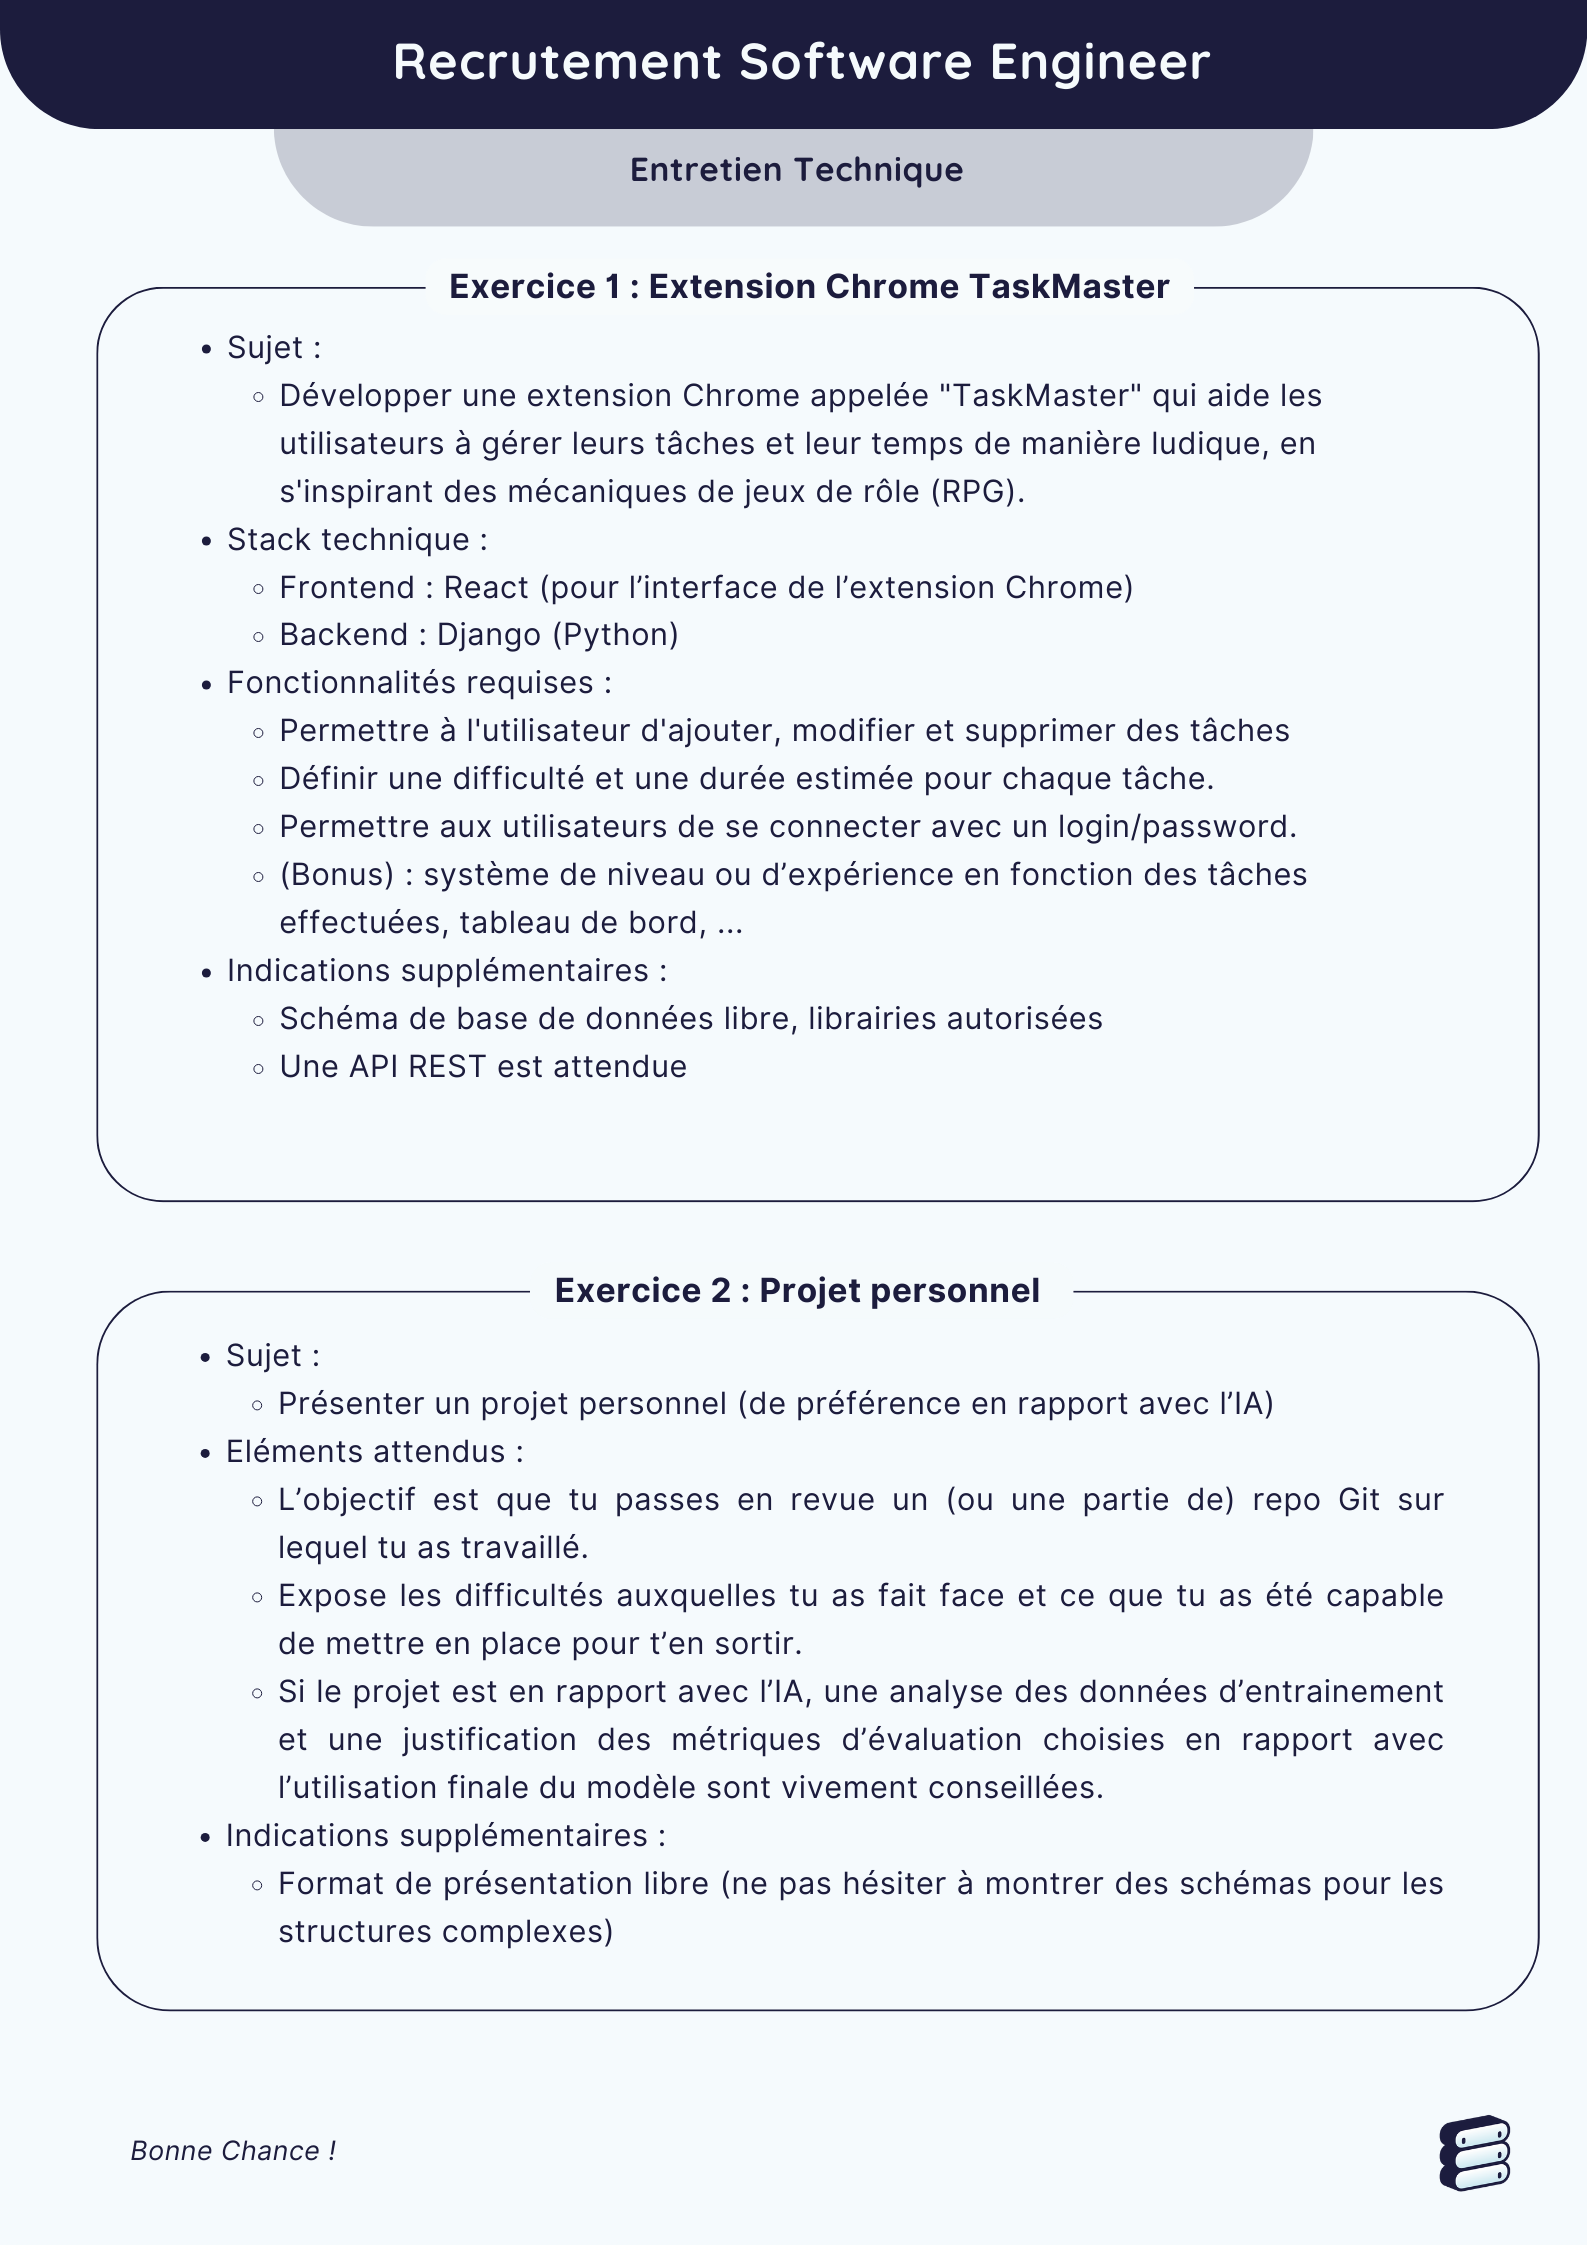 Recrutement Software Engineer
Entretien Technique
Exercice 1 : Extension Chrome TaskMaster
• Sujet :
◦ Développer une extension Chrome appelée "TaskMaster" qui aide les
utilisateurs à gérer leurs tâches et leur temps de manière ludique, en
s'inspirant des mécaniques de jeux de rôle (RPG).
• Stack technique :
◦ Frontend : React (pour l’interface de l’extension Chrome)
◦ Backend : Django (Python)
• Fonctionnalités requises :
◦ Permettre à l'utilisateur d'ajouter, modifier et supprimer des tâches
◦ Définir une difficulté et une durée estimée pour chaque tâche.
◦ Permettre aux utilisateurs de se connecter avec un login/password.
◦ (Bonus) : système de niveau ou d’expérience en fonction des tâches
effectuées, tableau de bord, ...
• Indications supplémentaires :
◦ Schéma de base de données libre, librairies autorisées
◦ Une API REST est attendue
Exercice 2 : Projet personnel
• Sujet :
◦ Présenter un projet personnel (de préférence en rapport avec l’IA)
• Eléments attendus :
◦ L’objectif est que tu passes en revue un (ou une partie de) repo Git sur
lequel tu as travaillé.
◦ Expose les difficultés auxquelles tu as fait face et ce que tu as été capable
de mettre en place pour t’en sortir.
◦ Si le projet est en rapport avec l’IA, une analyse des données d’entrainement
et une justification des métriques d’évaluation choisies en rapport avec
l’utilisation finale du modèle sont vivement conseillées.
• Indications supplémentaires :
◦ Format de présentation libre (ne pas hésiter à montrer des schémas pour les
structures complexes)
Bonne Chance !